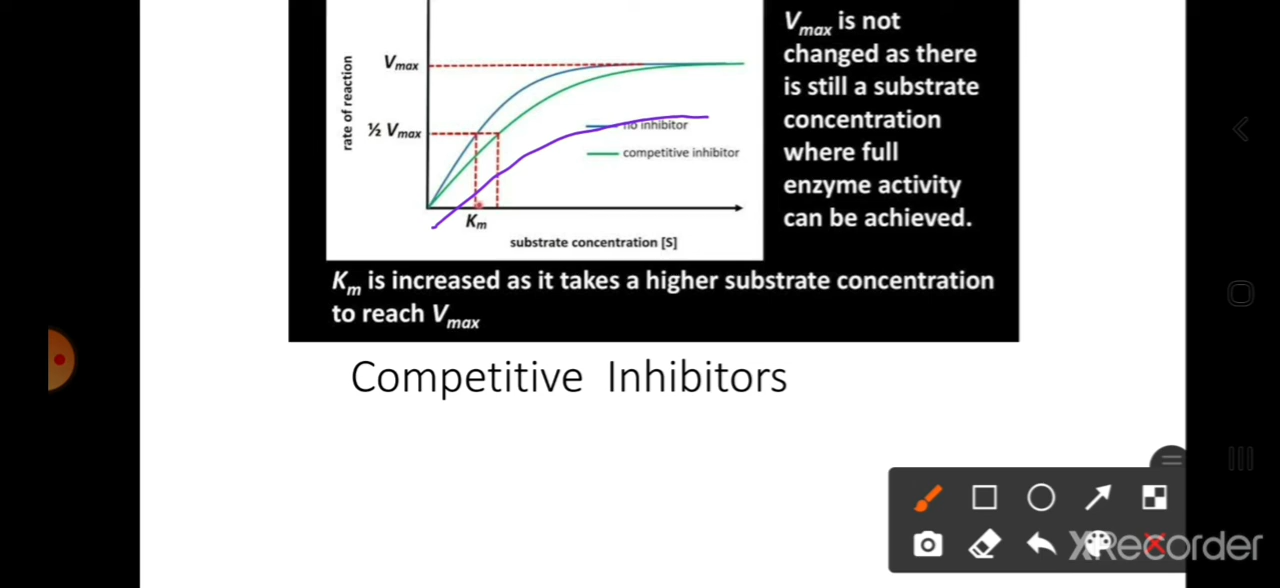 Vmax is not
changed as there
is still a substrate
concentration
where full
enzyme activity
can be achieved.
Vmax
½ Vmax
rate of reaction
no inhibitor
competitive inhibitor
Km
substrate concentration [S]
Km is increased as it takes a higher substrate concentration
to reach Vmax
Competitive Inhibitors
XRecorder